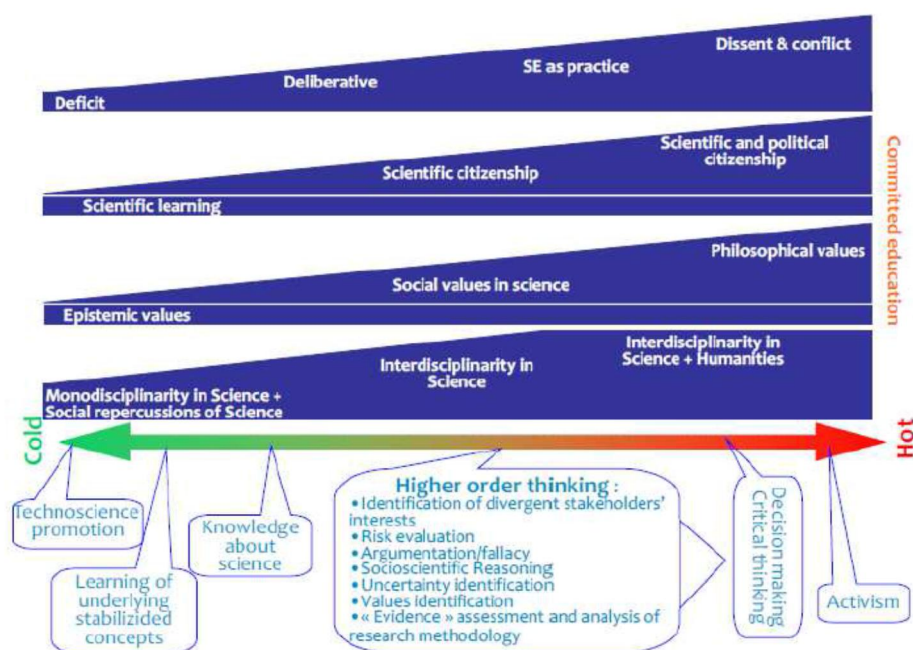 Dissent & conflict
SE as practice
Deliberative
Deficit
Scientific and political
citizenship
Scientific citizenship
Scientific learning
Philosophical values
Social values in science
Epistemic values
Interdisciplinarity in
Science + Humanities
Interdisciplinarity in
Science
Monodisciplinarity in Science +
Social repercussions of Science
Committed education
Cold
Hot
Technoscience
promotion
Learning of
underlying
stabilizided
concepts
Knowledge
about
science
Higher order thinking :
• Identification of divergent stakeholders'
interests
• Risk evaluation
• Argumentation/fallacy
• Socioscientific Reasoning
• Uncertainty identification
• Values identification
• « Evidence » assessment and analysis of
research methodology
Decision making
Critical thinking
Activism